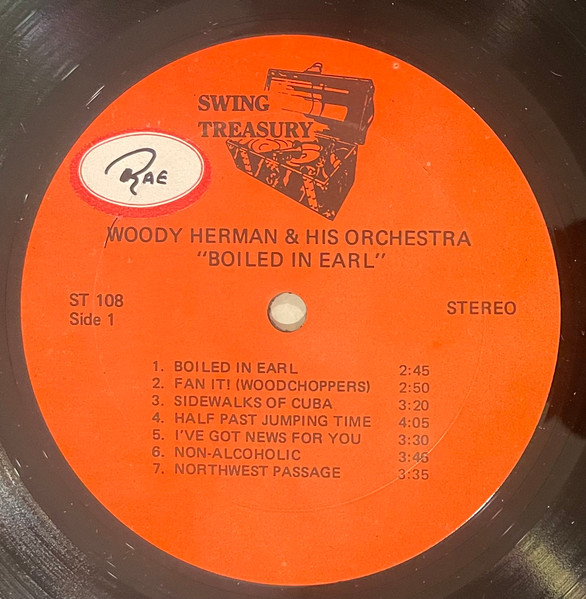 SWING
TREASURY
RAE
WOODY HERMAN & HIS ORCHESTRA
"BOILED IN EARL"
ST 108
Side 1
STEREO
1. BOILED IN EARL 2:45
2. FAN IT! (WOODCHOPPERS) 2:50
3. SIDEWALKS OF CUBA 3:20
4. HALF PAST JUMPING TIME 4:05
5. I'VE GOT NEWS FOR YOU 3:30
6. NON-ALCOHOLIC 3:45
7. NORTHWEST PASSAGE 3:35